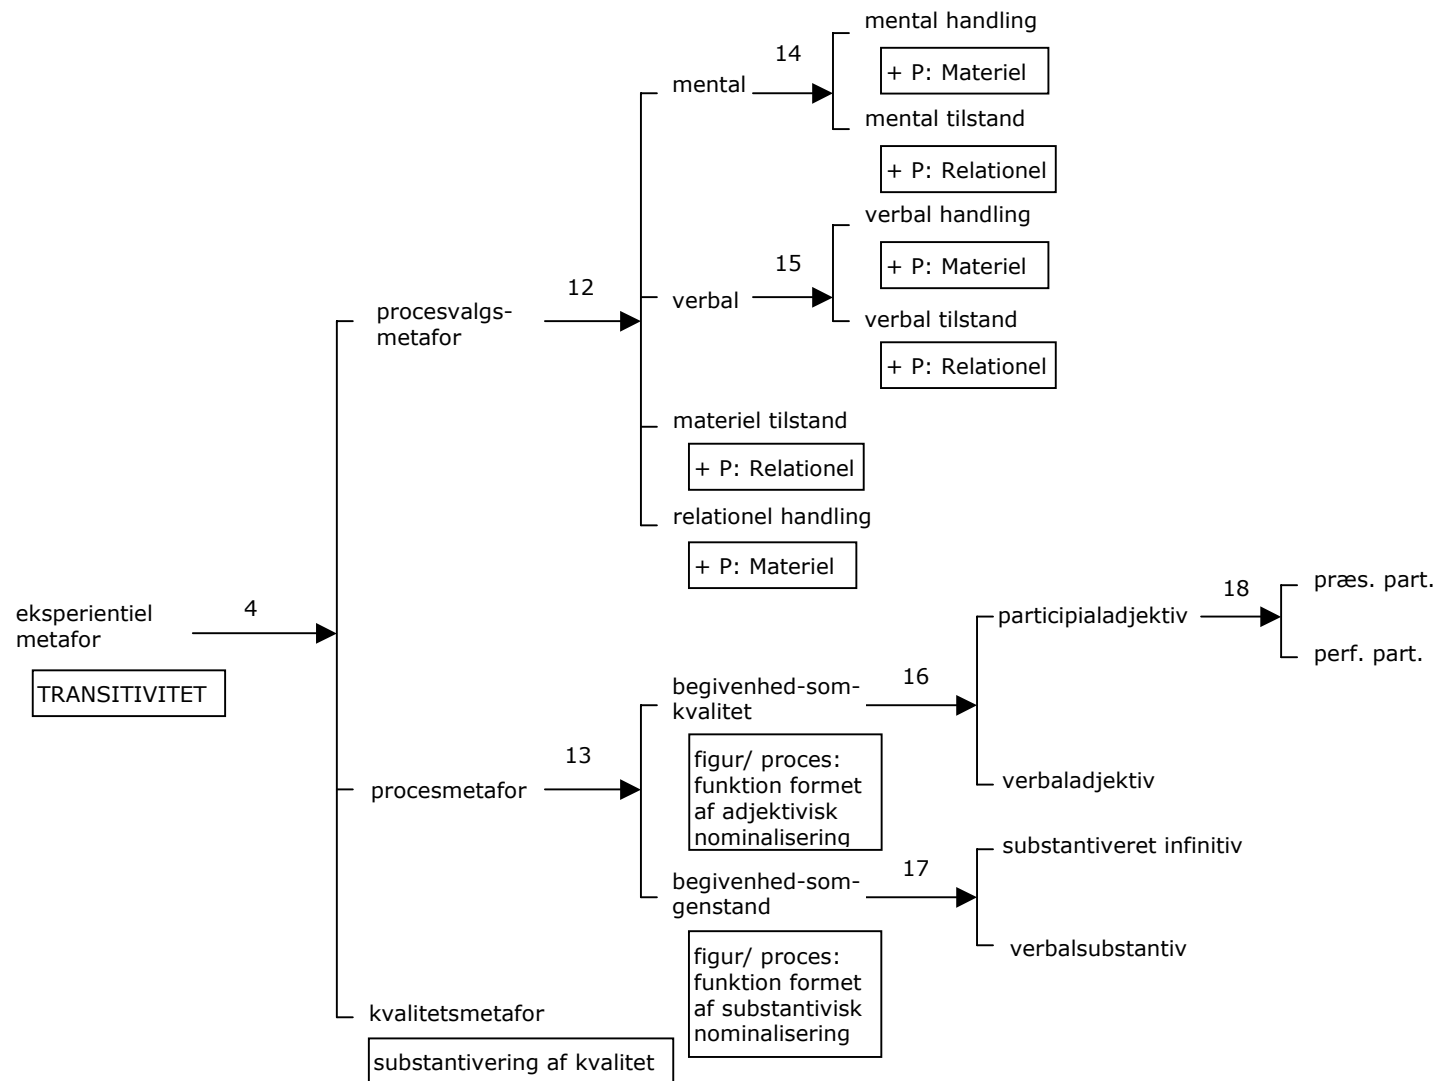 mental handling
14
+ P: Materiel
mental
mental tilstand
+ P: Relationel
verbal handling
15
+ P: Materiel
12
verbal
procesvalgs-
metafor
verbal tilstand
+ P: Relationel
materiel tilstand
+ P: Relationel
relationel handling
+ P: Materiel
4
eksperientiel
metafor
TRANSITIVITET
18
præs. part.
participialadjektiv
perf. part.
16
begivenhed-som-
kvalitet
13
figur/ proces:
funktion formet
af adjektivisk
nominalisering
procesmetafor
verbaladjektiv
substantiveret infinitiv
17
begivenhed-som-
genstand
verbalsubstantiv
figur/ proces:
funktion formet
af substantivisk
nominalisering
kvalitetsmetafor
substantivering af kvalitet